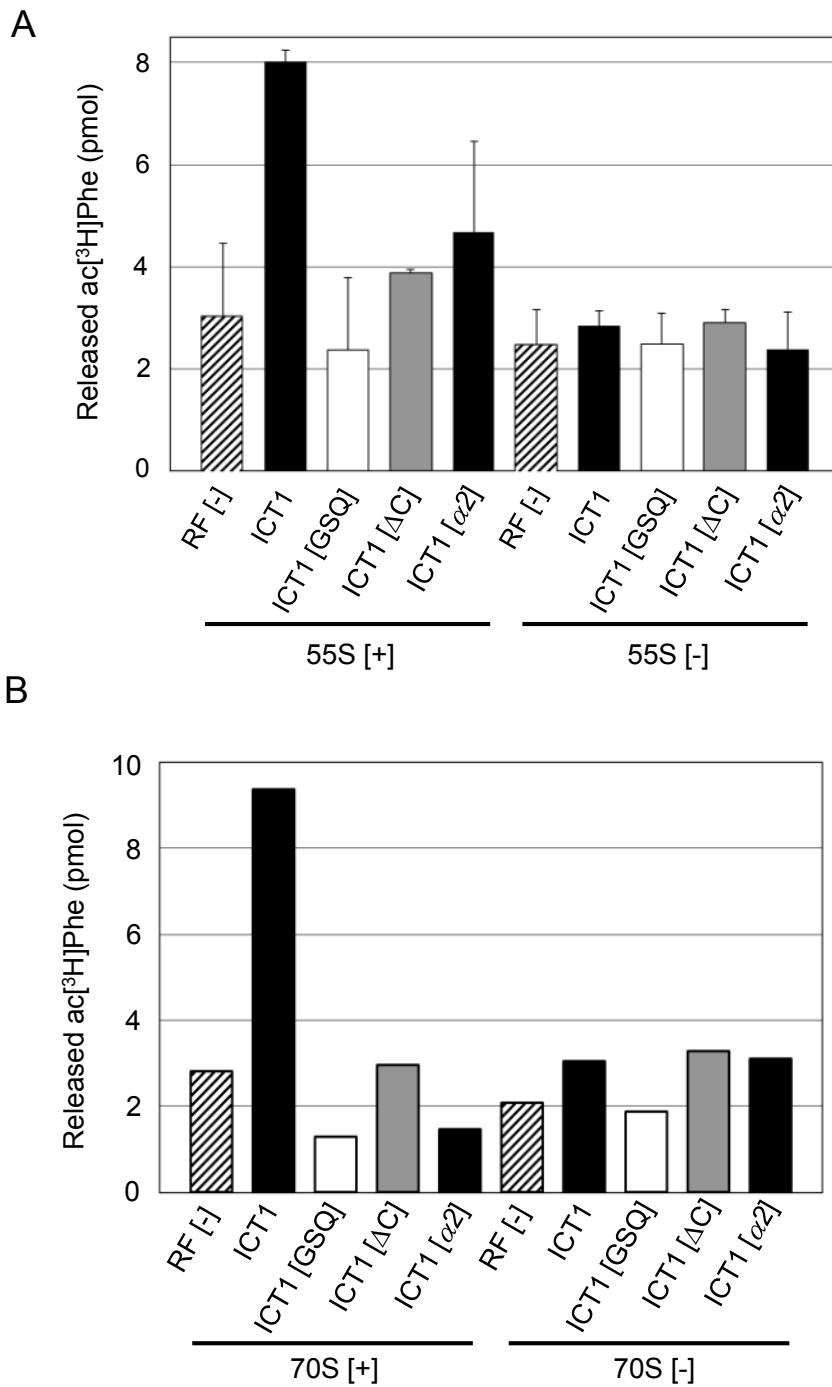 A
Released ac[³H]Phe (pmol)
8
6
4
2
0
RF [-]
ICT1
ICT1 [GSQ]
ICT1 [ΔC]
ICT1 [α2]
RF [-]
ICT1
ICT1 [GSQ]
ICT1 [ΔC]
ICT1 [α2]
55S [+]
55S [-]
B
Released ac[³H]Phe (pmol)
10
8
6
4
2
0
RF [-]
ICT1
ICT1 [GSQ]
ICT1 [ΔC]
ICT1 [α2]
RF [-]
ICT1
ICT1 [GSQ]
ICT1 [ΔC]
ICT1 [α2]
70S [+]
70S [-]